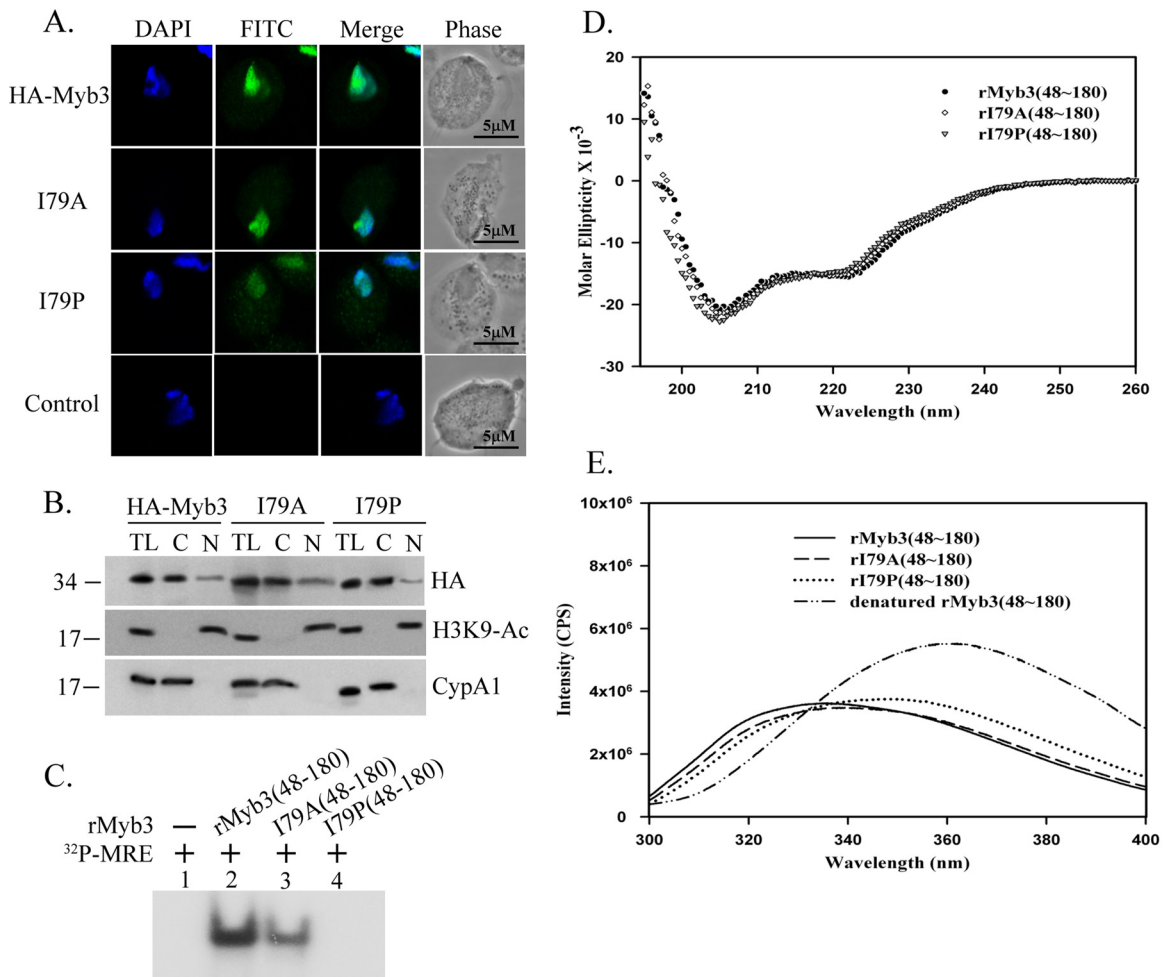 A.
DAPI FITC Merge Phase
HA-Myb3
5μM
I79A
5μM
I79P
5μM
Control
5μM
B.
HA-Myb3 I79A I79P
TL C N TL C N TL C N
34 HA
17 H3K9-Ac
17 CypA1
C.
rMyb3(48-180)
I79A(48-180)
I79P(48-180)
rMyb3 —
32P-MRE + + + +
1 2 3 4
D.
20
10
0
-10
-20
-30
Molar Ellipticity X 10-3
rMyb3(48~180)
rI79A(48~180)
rI79P(48~180)
200 210 220 230 240 250 260
Wavelength (nm)
E.
10x10⁶
8x10⁶
6x10⁶
4x10⁶
2x10⁶
0
Intensity (CPS)
rMyb3(48~180)
rI79A(48~180)
rI79P(48~180)
denatured rMyb3(48~180)
300 320 340 360 380 400
Wavelength (nm)